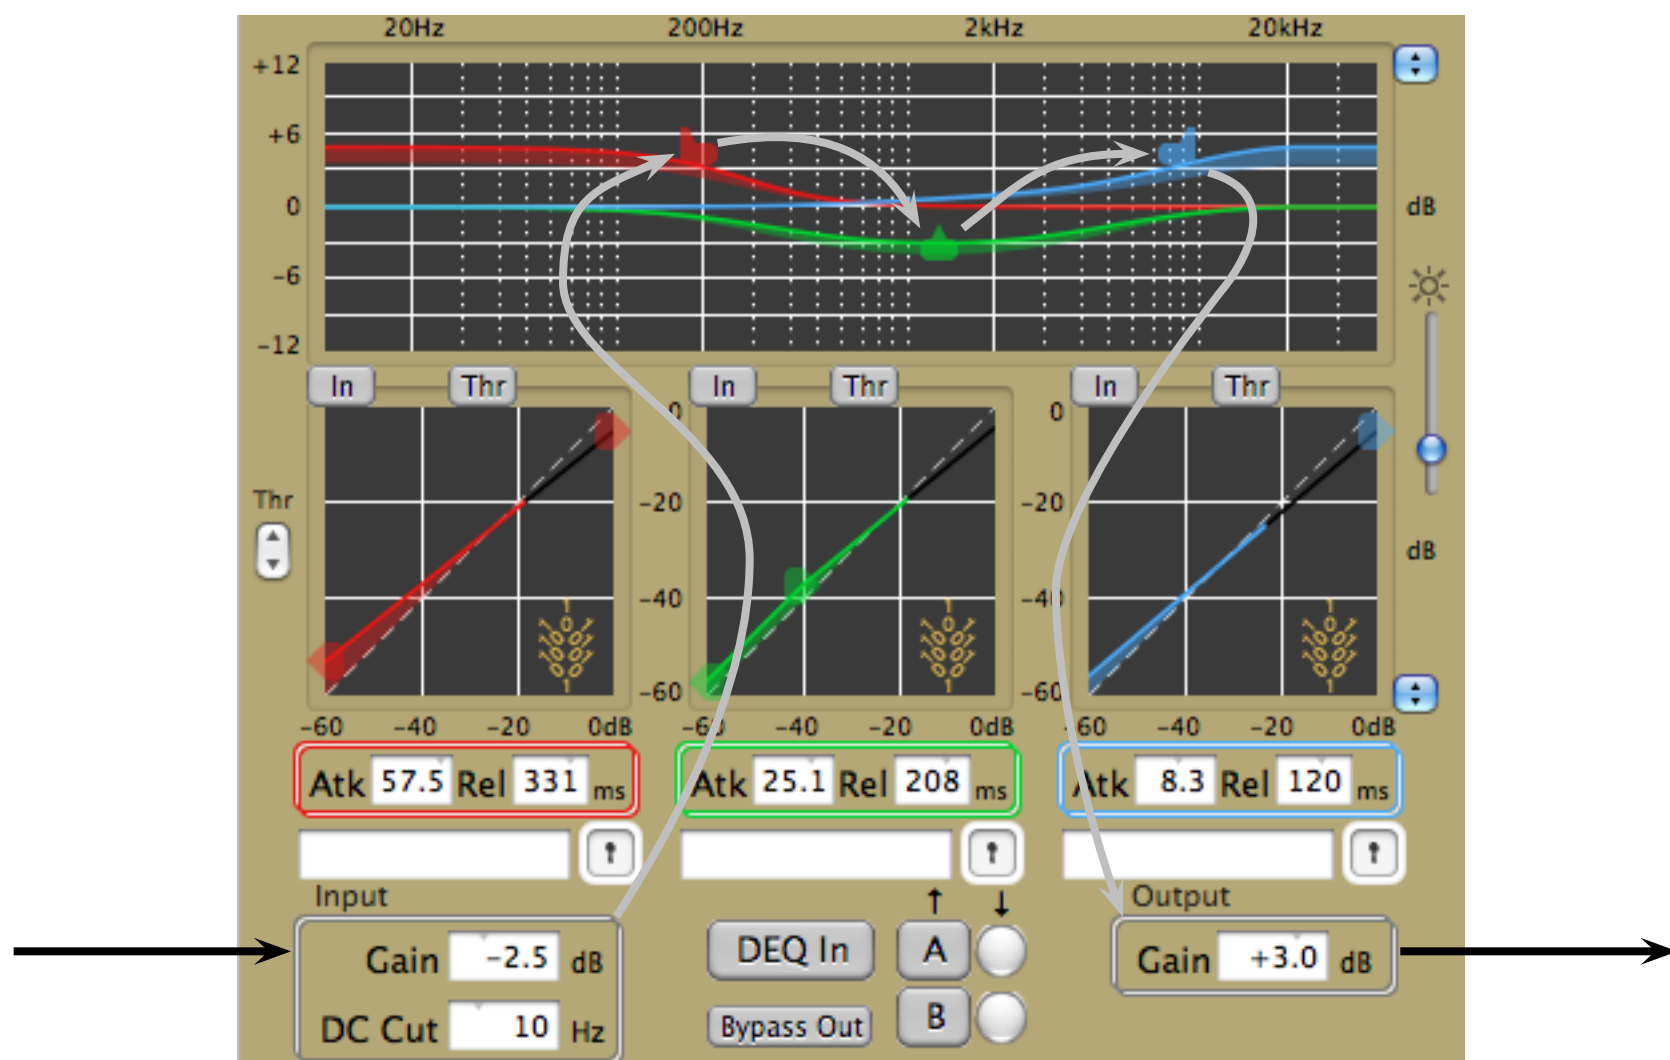 20Hz 200Hz 2kHz 20kHz
+12
+6
0
-6
-12
dB
In Thr In Thr In Thr
0 0
Thr -20 -20 dB
-40 -40
-60 -60
-60 -40 -20 0dB -60 -40 -20 0dB -60 -40 -20 0dB
Atk 57.5 Rel 331 ms Atk 25.1 Rel 208 ms Atk 8.3 Rel 120 ms
Input ↑ ↓ Output
Gain -2.5 dB DEQ In A Gain +3.0 dB
DC Cut 10 Hz Bypass Out B